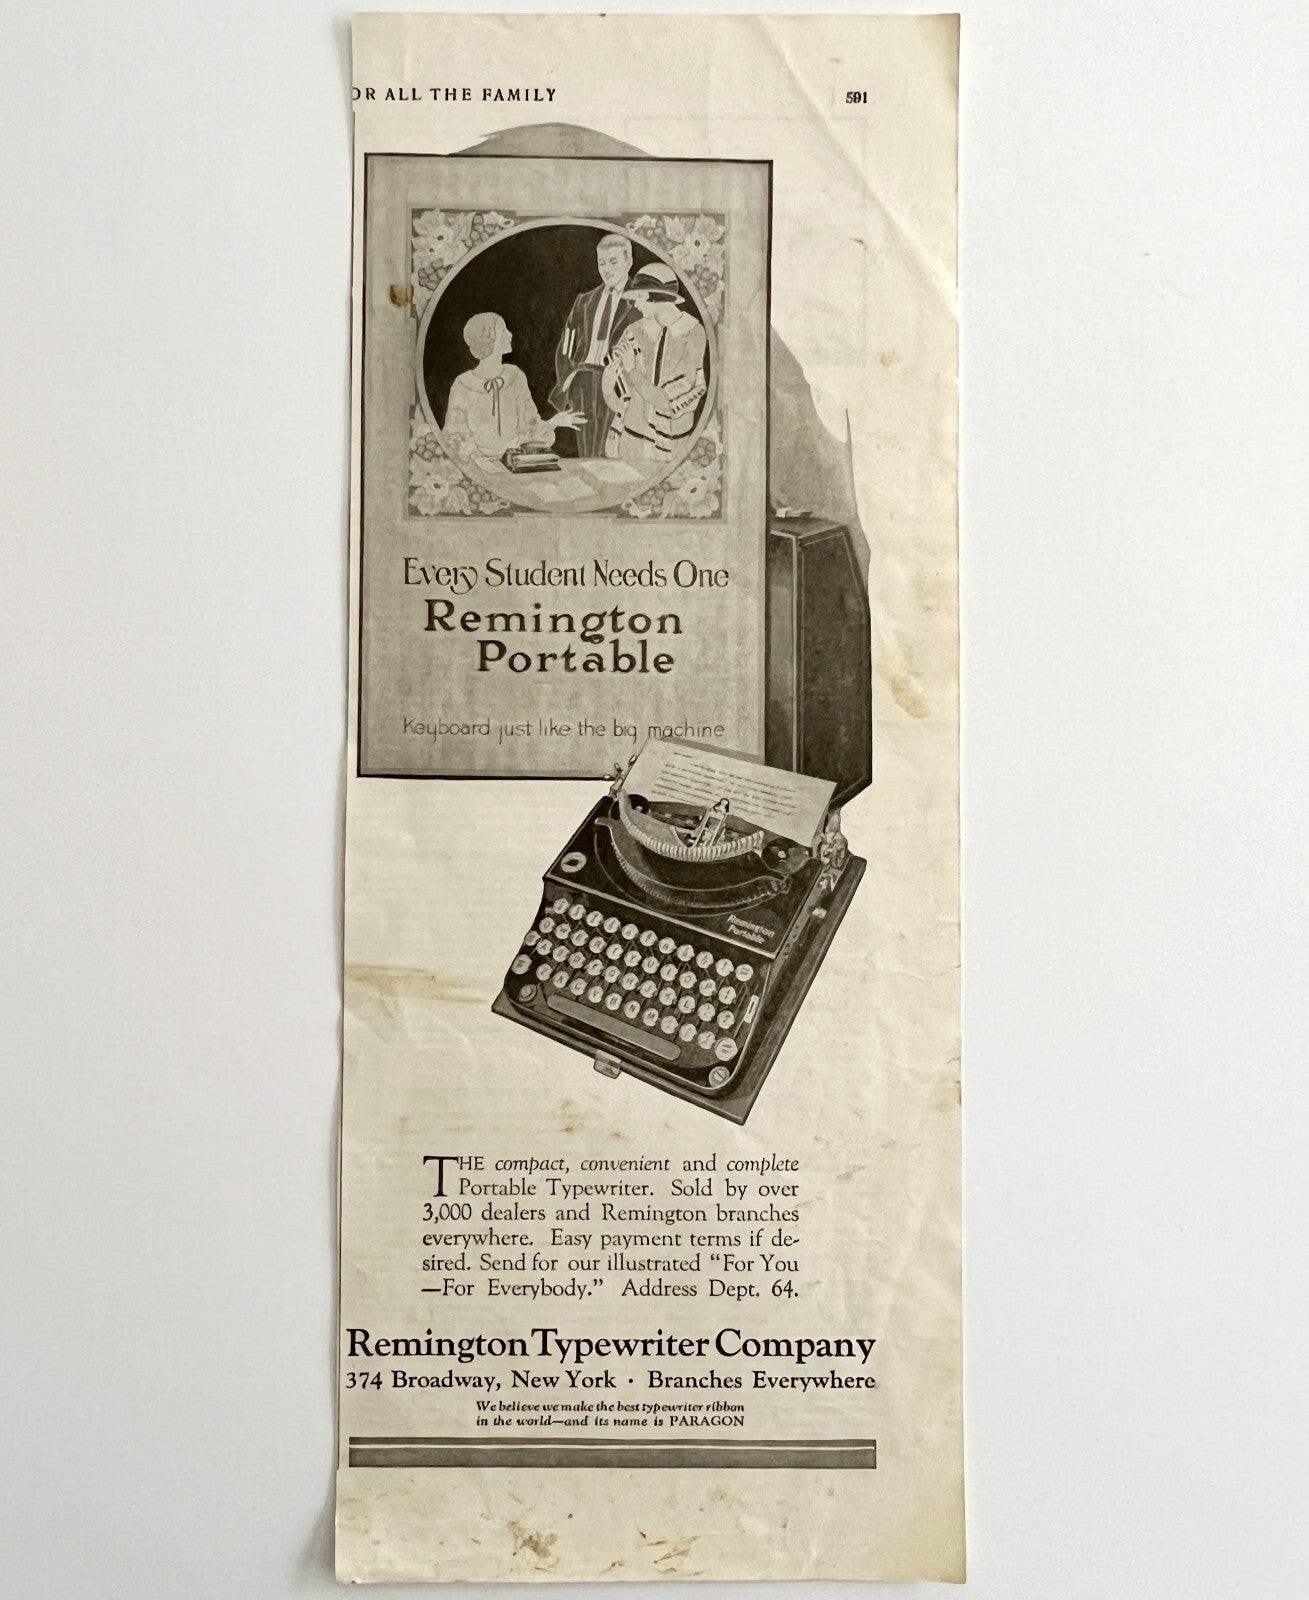 OR ALL THE FAMILY
591
Every Student Needs One
Remington
Portable
Keyboard just like the big machine
Remington
Portable
THE compact, convenient and complete
Portable Typewriter. Sold by over
3,000 dealers and Remington branches
everywhere. Easy payment terms if de-
sired. Send for our illustrated “For You
—For Everybody.” Address Dept. 64.
Remington Typewriter Company
374 Broadway, New York · Branches Everywhere
We believe we make the best typewriter ribbon
in the world—and its name is PARAGON